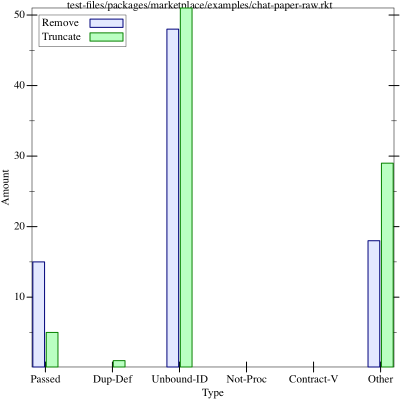 test-files/packages/marketplace/examples/chat-paper-raw.rkt
Remove
Truncate
50
40
30
20
10
Amount
Passed Dup-Def Unbound-ID Not-Proc Contract-V Other
Type